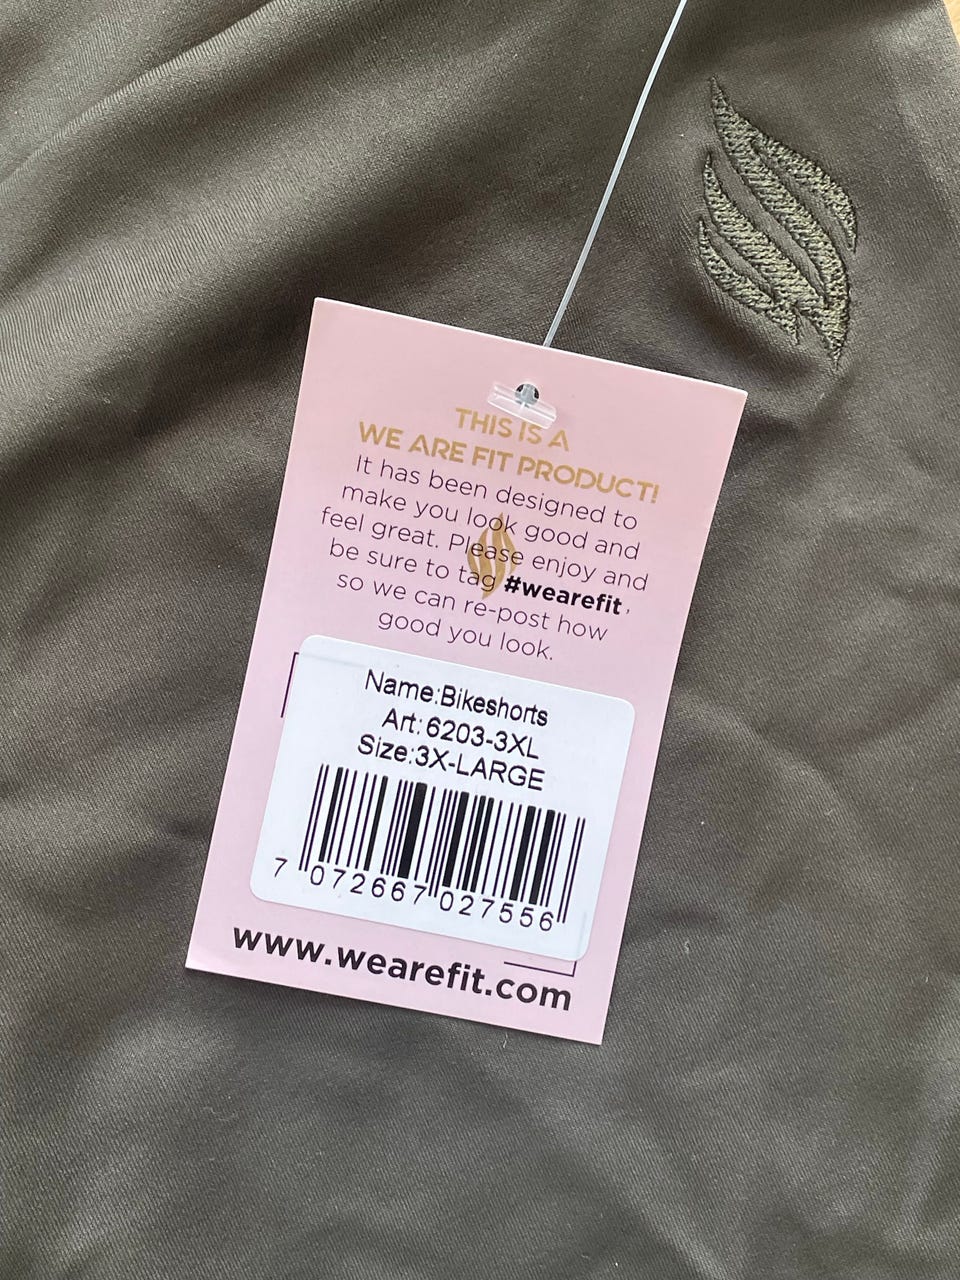 THIS IS A
WE ARE FIT PRODUCT!
It has been designed to
make you look good and
feel great. Please enjoy and
be sure to tag #wearefit,
so we can re-post how
good you look.
Name:Bikeshorts
Art: 6203-3XL
Size:3X-LARGE
7 072667 027556
www.wearefit.com